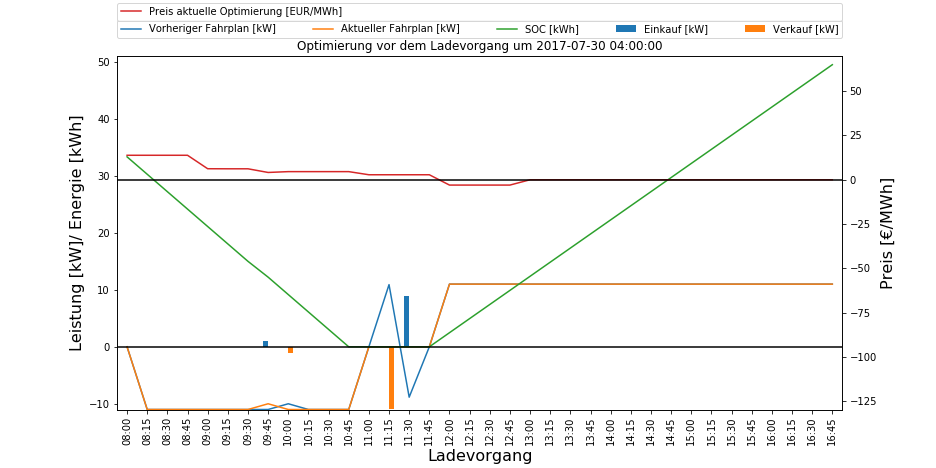 Preis aktuelle Optimierung [EUR/MWh]
Vorheriger Fahrplan [kW] Aktueller Fahrplan [kW] SOC [kWh] Einkauf [kW] Verkauf [kW]
Optimierung vor dem Ladevorgang um 2017-07-30 04:00:00
Leistung [kW]/ Energie [kWh]
50
40
30
20
10
0
−10
50
25
0
−25
−50
−75
−100
−125
Preis [€/MWh]
08:00 08:15 08:30 08:45 09:00 09:15 09:30 09:45 10:00 10:15 10:30 10:45 11:00 11:15 11:30 11:45 12:00 12:15 12:30 12:45 13:00 13:15 13:30 13:45 14:00 14:15 14:30 14:45 15:00 15:15 15:30 15:45 16:00 16:15 16:30 16:45
Ladevorgang